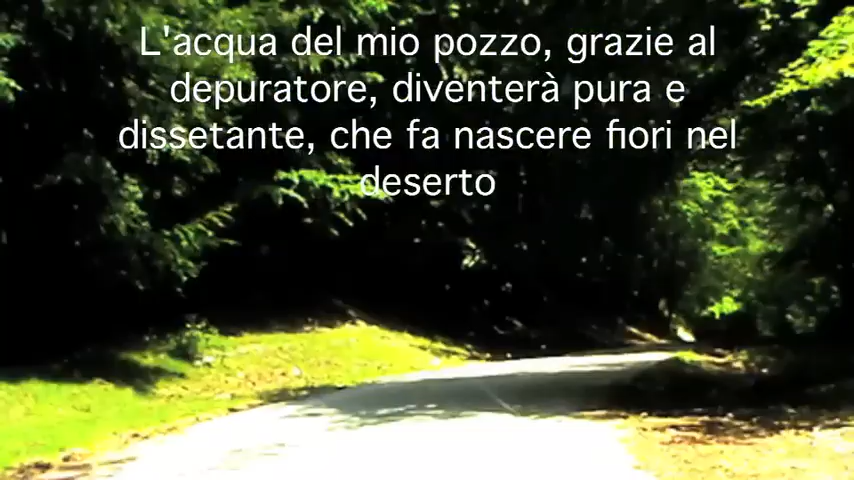 L'acqua del mio pozzo, grazie al
depuratore, diventerà pura e
dissetante, che fa nascere fiori nel
deserto